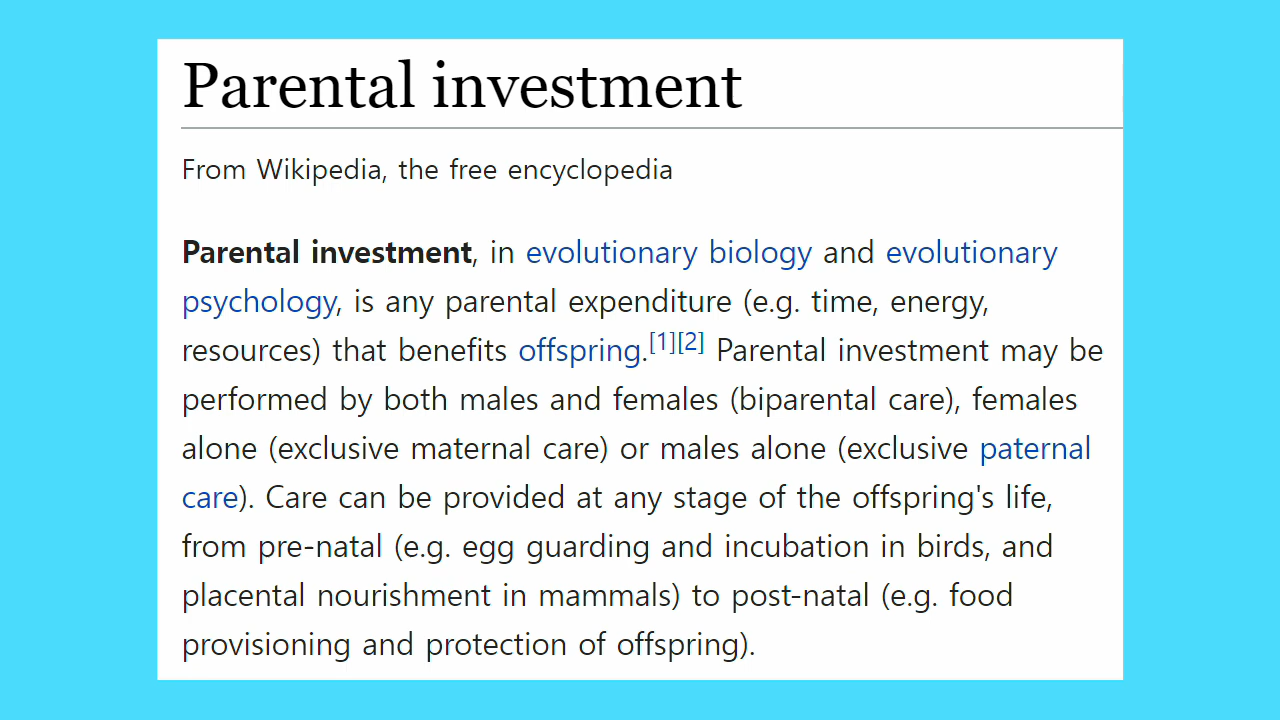 Parental investment
From Wikipedia, the free encyclopedia
Parental investment, in evolutionary biology and evolutionary
psychology, is any parental expenditure (e.g. time, energy,
resources) that benefits offspring.[1][2] Parental investment may be
performed by both males and females (biparental care), females
alone (exclusive maternal care) or males alone (exclusive paternal
care). Care can be provided at any stage of the offspring's life,
from pre-natal (e.g. egg guarding and incubation in birds, and
placental nourishment in mammals) to post-natal (e.g. food
provisioning and protection of offspring).